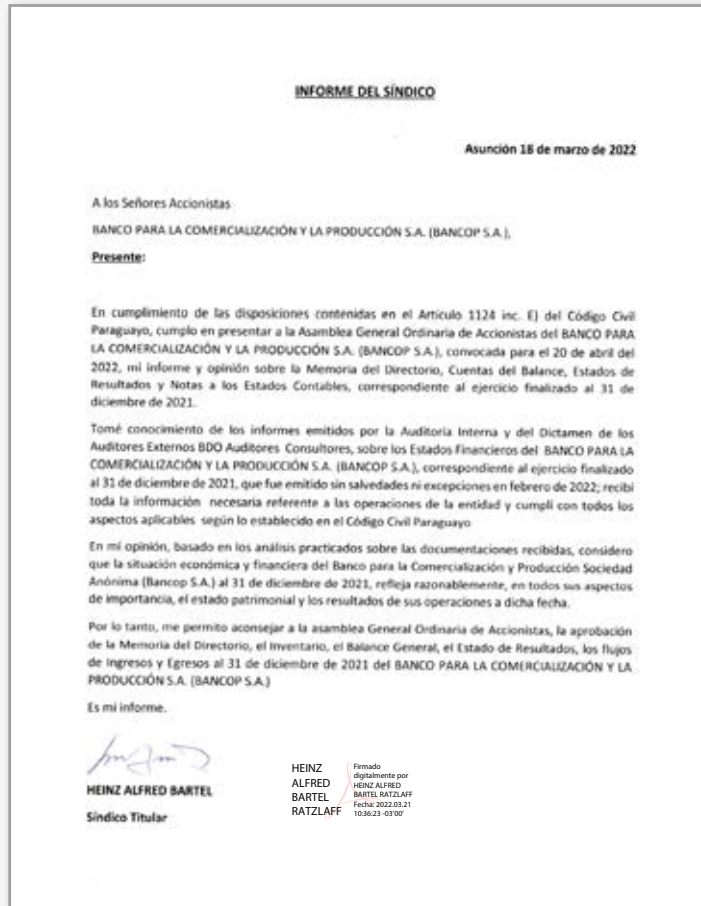 INFORME DEL SÍNDICO
Asunción 18 de marzo de 2022
A los Señores Accionistas
BANCO PARA LA COMERCIALIZACIÓN Y LA PRODUCCIÓN S.A. (BANCOP S.A.),
Presente:
En cumplimiento de las disposiciones contenidas en el Artículo 1124 inc. E) del Código Civil
Paraguayo, cumplo en presentar a la Asamblea General Ordinaria de Accionistas del BANCO PARA
LA COMERCIALIZACIÓN Y LA PRODUCCIÓN S.A. (BANCOP S.A.), convocada para el 20 de abril del
2022, mi informe y opinión sobre la Memoria del Directorio, Cuentas del Balance, Estados de
Resultados y Notas a los Estados Contables, correspondiente al ejercicio finalizado al 31 de
diciembre de 2021.
Tomé conocimiento de los informes emitidos por la Auditoria Interna y del Dictamen de los
Auditores Externos BDO Auditores Consultores, sobre los Estados Financieros del BANCO PARA LA
COMERCIALIZACIÓN Y LA PRODUCCIÓN S.A. (BANCOP S.A.), correspondiente al ejercicio finalizado
al 31 de diciembre de 2021, que fue emitido sin salvedades ni excepciones en febrero de 2022; recibí
toda la información necesaria referente a las operaciones de la entidad y cumplí con todos los
aspectos aplicables según lo establecido en el Código Civil Paraguayo
En mi opinión, basado en los análisis practicados sobre las documentaciones recibidas, considero
que la situación económica y financiera del Banco para la Comercialización y Producción Sociedad
Anónima (Bancop S.A.) al 31 de diciembre de 2021, refleja razonablemente, en todos sus aspectos
de importancia, el estado patrimonial y los resultados de sus operaciones a dicha fecha.
Por lo tanto, me permito aconsejar a la asamblea General Ordinaria de Accionistas, la aprobación
de la Memoria del Directorio, el Inventario, el Balance General, el Estado de Resultados, los flujos
de Ingresos y Egresos al 31 de diciembre de 2021 del BANCO PARA LA COMERCIALIZACIÓN Y LA
PRODUCCIÓN S.A. (BANCOP S.A.)
Es mi informe.
HEINZ ALFRED BARTEL
Síndico Titular
HEINZ
ALFRED
BARTEL
RATZLAFF
Firmado
digitalmente por
HEINZ ALFRED
BARTEL RATZLAFF
Fecha: 2022.03.21
10:36:23 -03'00'